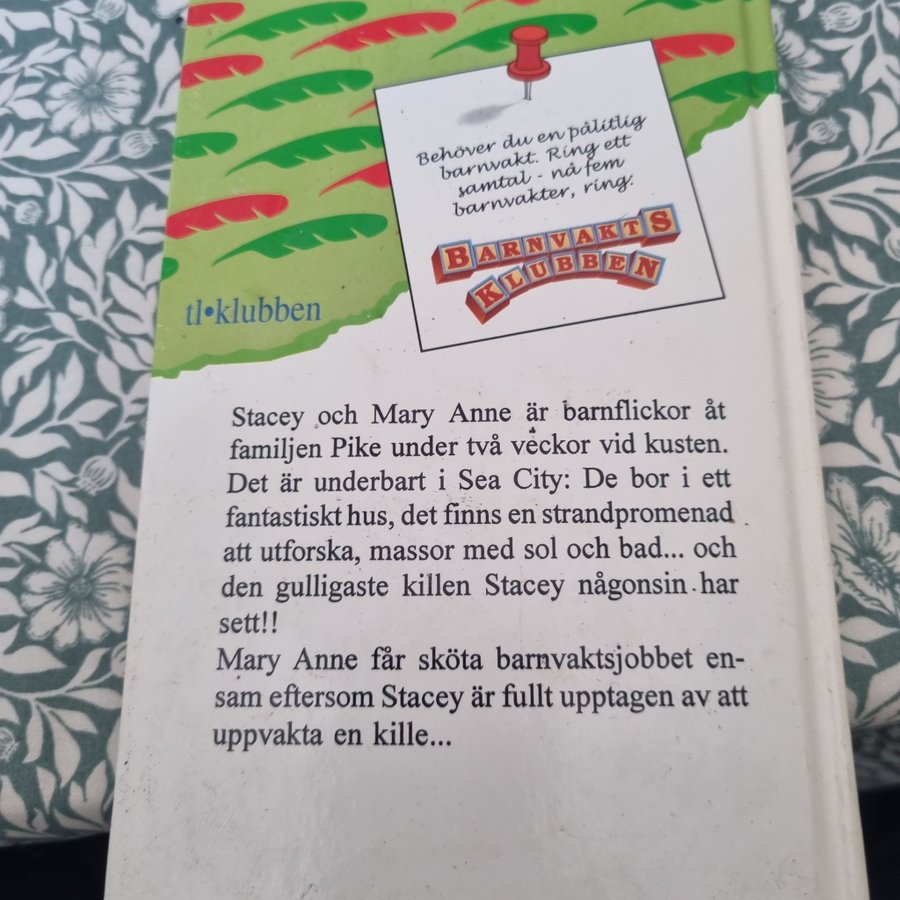 Behöver du en pålitlig
barnvakt. Ring ett
samtal - nå fem
barnvakter, ring:
BARNVAKTS
KLUBBEN
tl•klubben
Stacey och Mary Anne är barnflickor åt
familjen Pike under två veckor vid kusten.
Det är underbart i Sea City: De bor i ett
fantastiskt hus, det finns en strandpromenad
att utforska, massor med sol och bad... och
den gulligaste killen Stacey någonsin har
sett!!
Mary Anne får sköta barnvaktsjobbet en-
sam eftersom Stacey är fullt upptagen av att
uppvakta en kille...